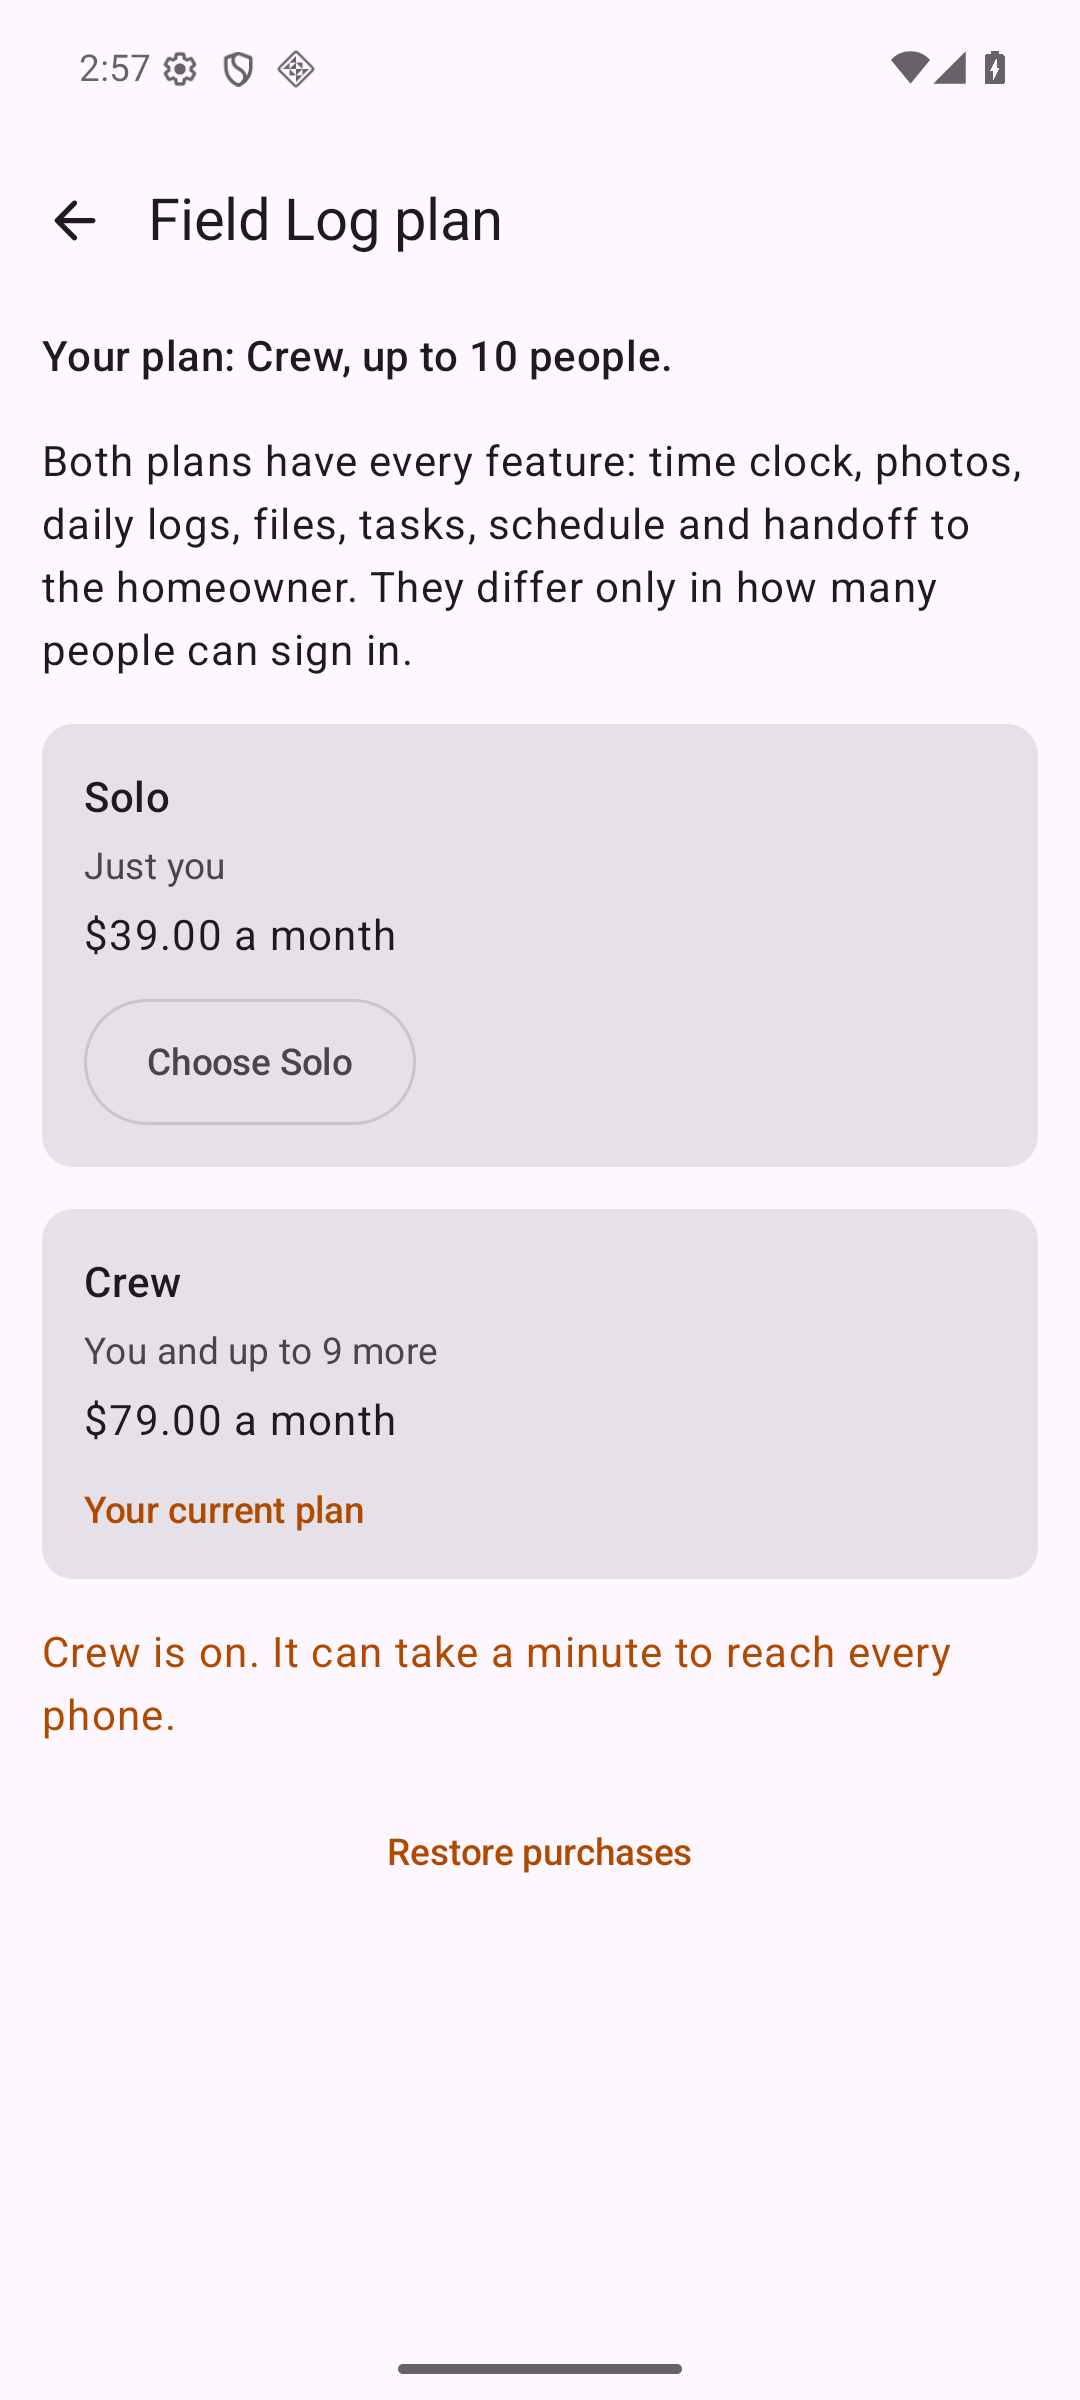 2:57
Field Log plan
Your plan: Crew, up to 10 people.
Both plans have every feature: time clock, photos,
daily logs, files, tasks, schedule and handoff to
the homeowner. They differ only in how many
people can sign in.
Solo
Just you
$39.00 a month
Choose Solo
Crew
You and up to 9 more
$79.00 a month
Your current plan
Crew is on. It can take a minute to reach every
phone.
Restore purchases